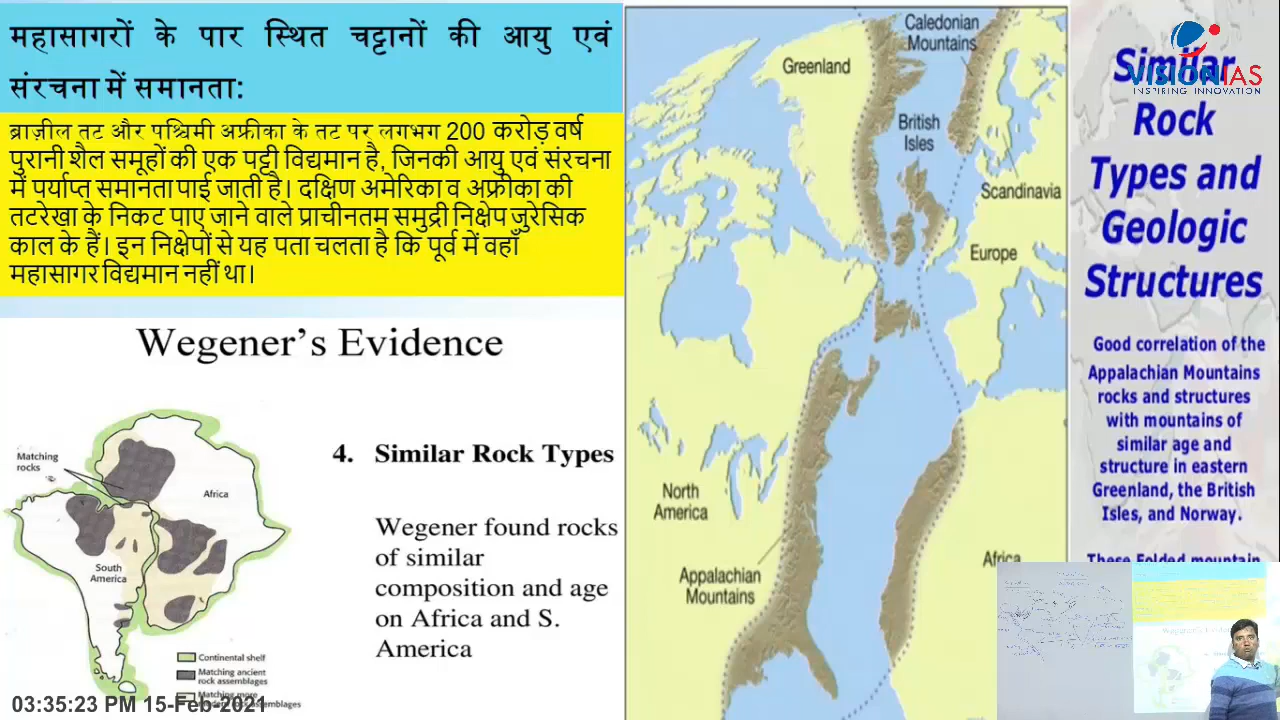 महासागरों के पार स्थित चट्टानों की आयु एवं
संरचना में समानता:
ब्राज़ील तट और पश्चिमी अफ्रीका के तट पर लगभग 200 करोड़ वर्ष
पुरानी शैल समूहों की एक पट्टी विद्यमान है, जिनकी आयु एवं संरचना
में पर्याप्त समानता पाई जाती है। दक्षिण अमेरिका व अफ्रीका की
तटरेखा के निकट पाए जाने वाले प्राचीनतम समुद्री निक्षेप जुरेसिक
काल के हैं। इन निक्षेपों से यह पता चलता है कि पूर्व में वहाँ
महासागर विद्यमान नहीं था।
Wegener's Evidence
Matching
rocks
Africa
South
America
Continental shelf
Matching ancient
rock assemblages
Matching more
assemblages
4. Similar Rock Types
Wegener found rocks
of similar
composition and age
on Africa and S.
America
03:35:23 PM 15-Feb-2021
Caledonian
Mountains
Greenland
British
Isles
Scandinavia
Europe
North
America
Appalachian
Mountains
Africa
VISIONIAS
INSPIRING INNOVATION
Similar
Rock
Types and
Geologic
Structures
Good correlation of the
Appalachian Mountains
rocks and structures
with mountains of
similar age and
structure in eastern
Greenland, the British
Isles, and Norway.
These Folded mountain